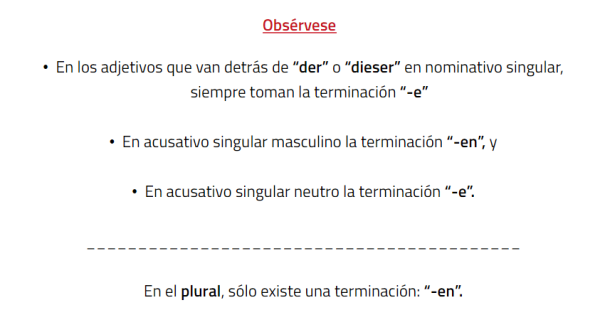 Obsérvese
• En los adjetivos que van detrás de “der” o “dieser” en nominativo singular,
siempre toman la terminación “-e”
• En acusativo singular masculino la terminación “-en”, y
• En acusativo singular neutro la terminación “-e”.
_ _ _ _ _ _ _ _ _ _ _ _ _ _ _ _ _ _ _ _ _ _ _ _ _ _ _ _ _ _ _ _ _ _ _ _ _ _ _ _ _ _
En el plural, sólo existe una terminación: “-en”.